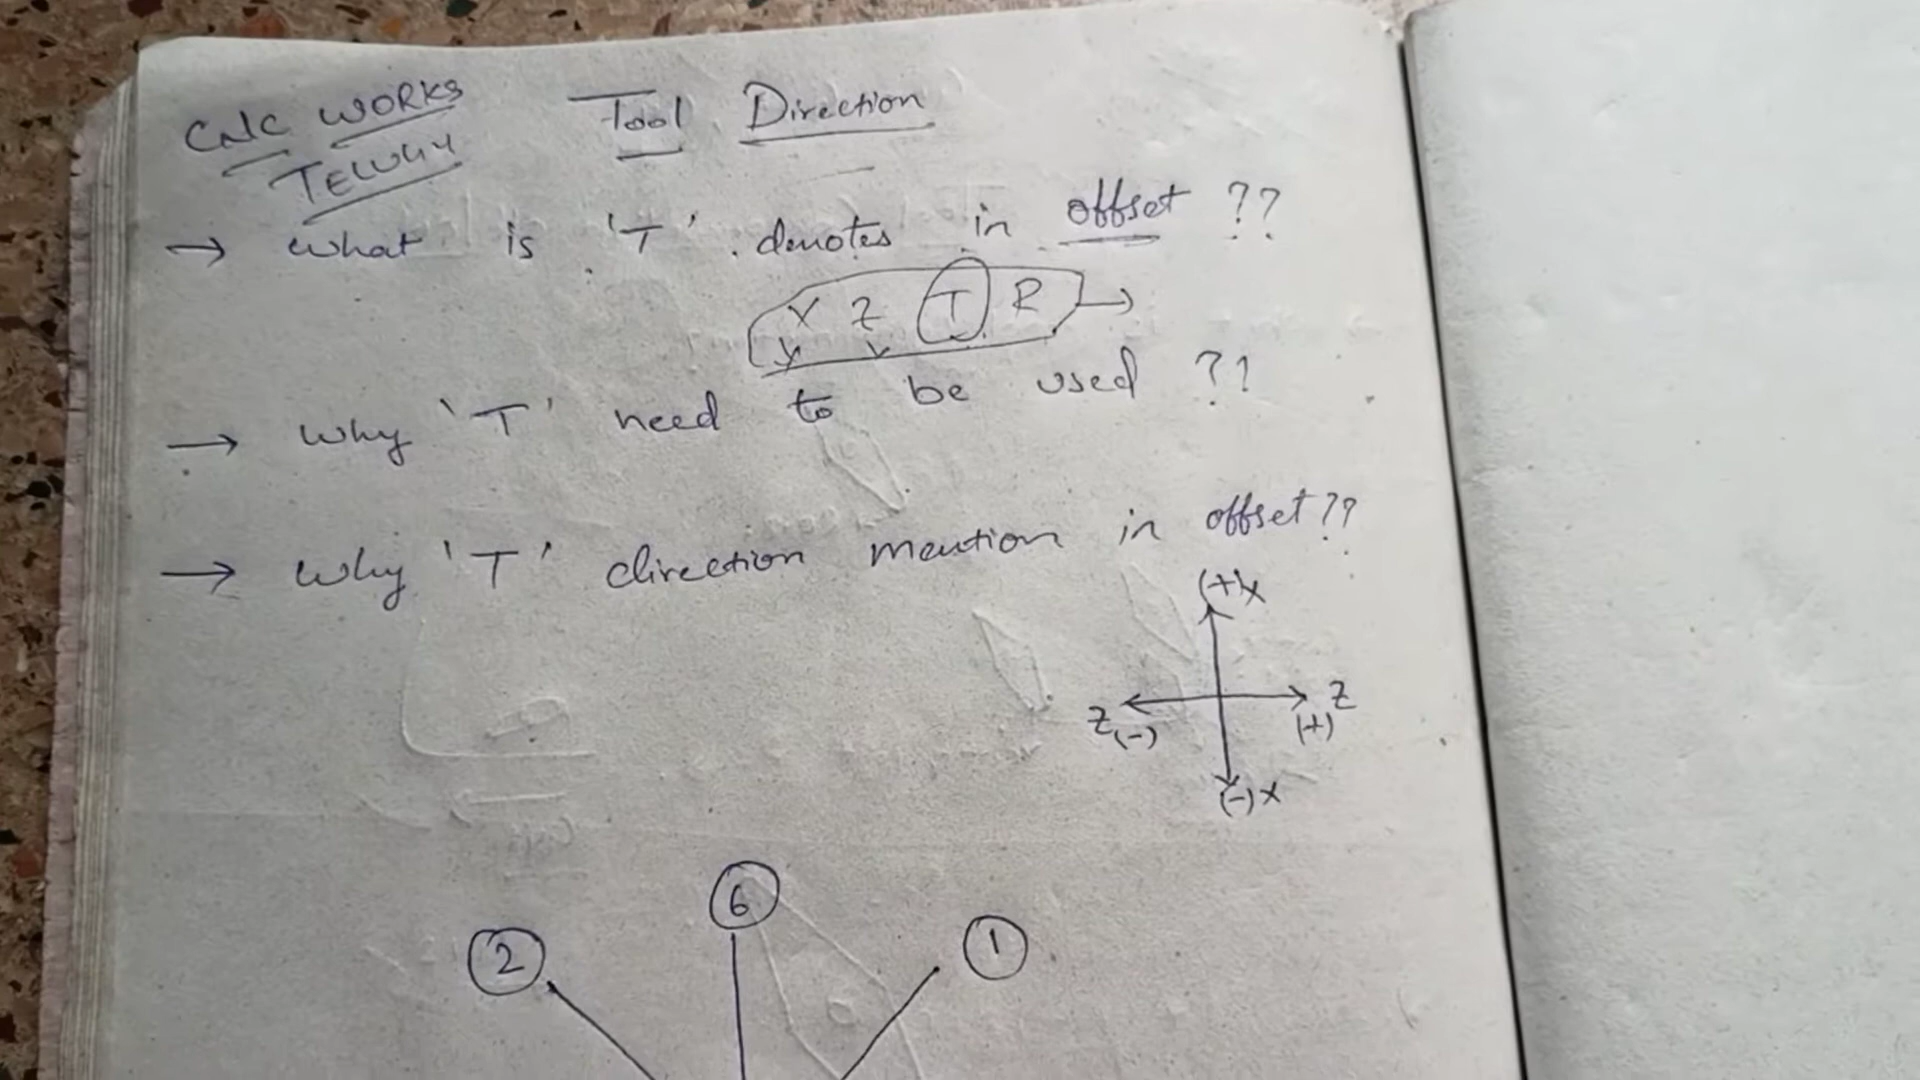 Calc WORKS
TELUGU
Tool Direction
→ what is 'T' denotes in offset ??
X Z T R →
→ why 'T' need to be used ??
→ why 'T' direction mention in offset ??
(+)x
Z (-)
Z (+)
(-)x
6
2
1